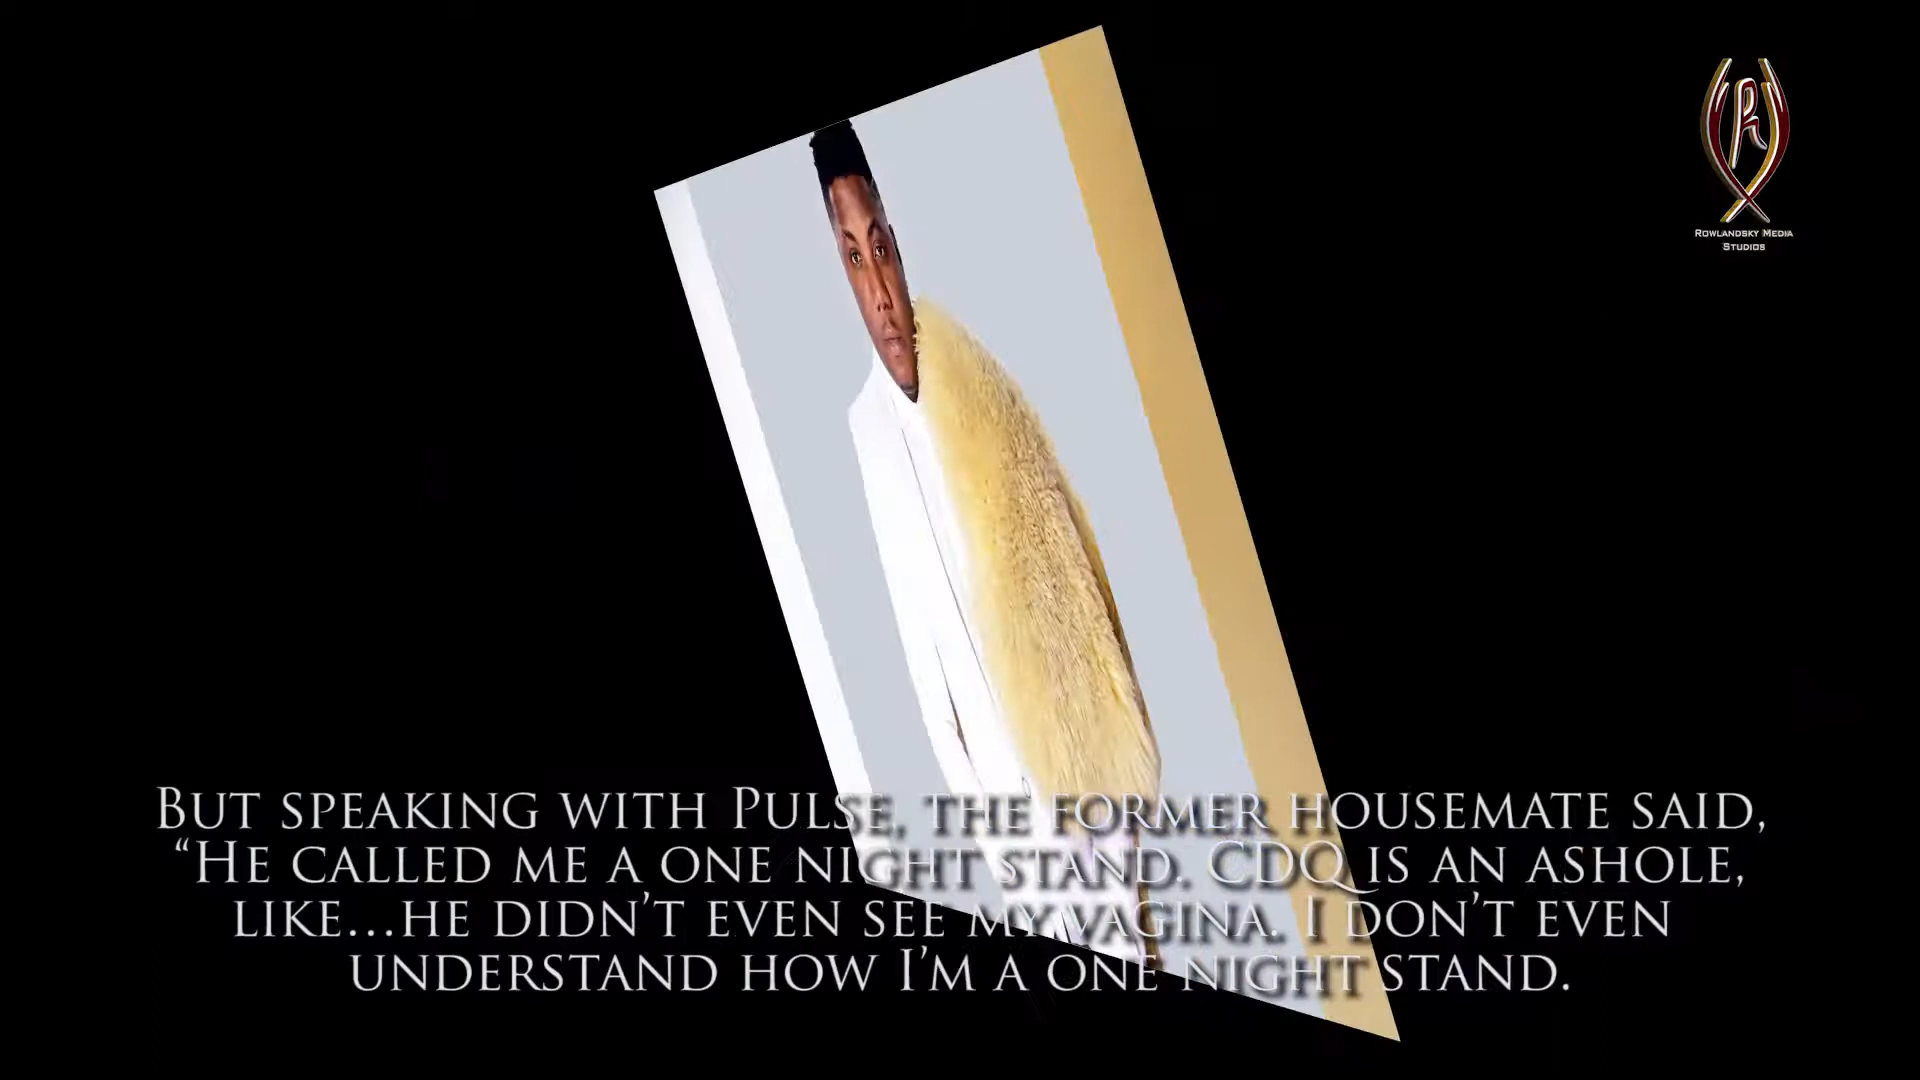 R
Rowlandsky Media
Studios
But speaking with Pulse, the former housemate said,
“He called me a one night stand. CDQ is an ashole,
like...he didn’t even see my vagina. I don’t even
understand how I’m a one night stand.